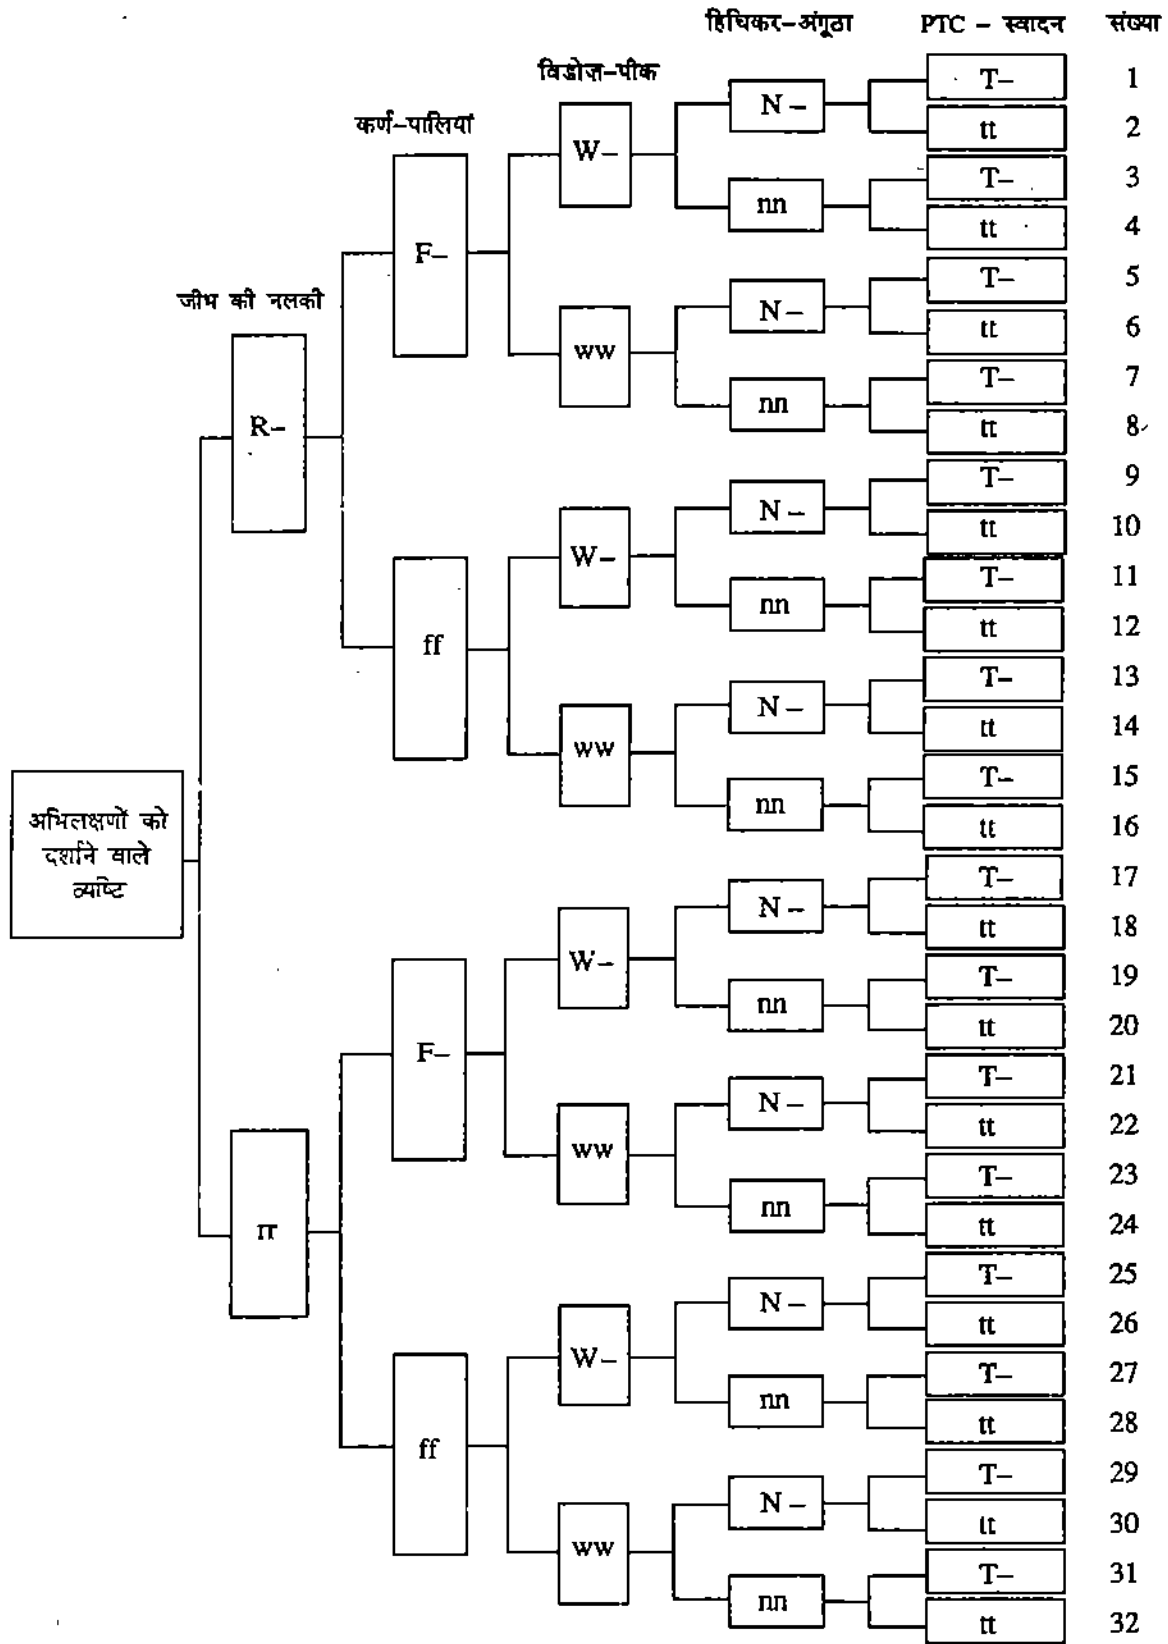 हिचिकर-अंगूठा PTC - स्वादन संख्या
विडोज़-पीक
कर्ण-पालियां
जीभ की नलकी
अभिलक्षणों को
दर्शाने वाले
व्यष्टि
R-
rr
F-
ff
F-
ff
W-
ww
W-
ww
W-
ww
W-
ww
N-
nn
N-
nn
N-
nn
N-
nn
N-
nn
N-
nn
N-
nn
N-
nn
T- 1
tt 2
T- 3
tt 4
T- 5
tt 6
T- 7
tt 8
T- 9
tt 10
T- 11
tt 12
T- 13
tt 14
T- 15
tt 16
T- 17
tt 18
T- 19
tt 20
T- 21
tt 22
T- 23
tt 24
T- 25
tt 26
T- 27
tt 28
T- 29
tt 30
T- 31
tt 32